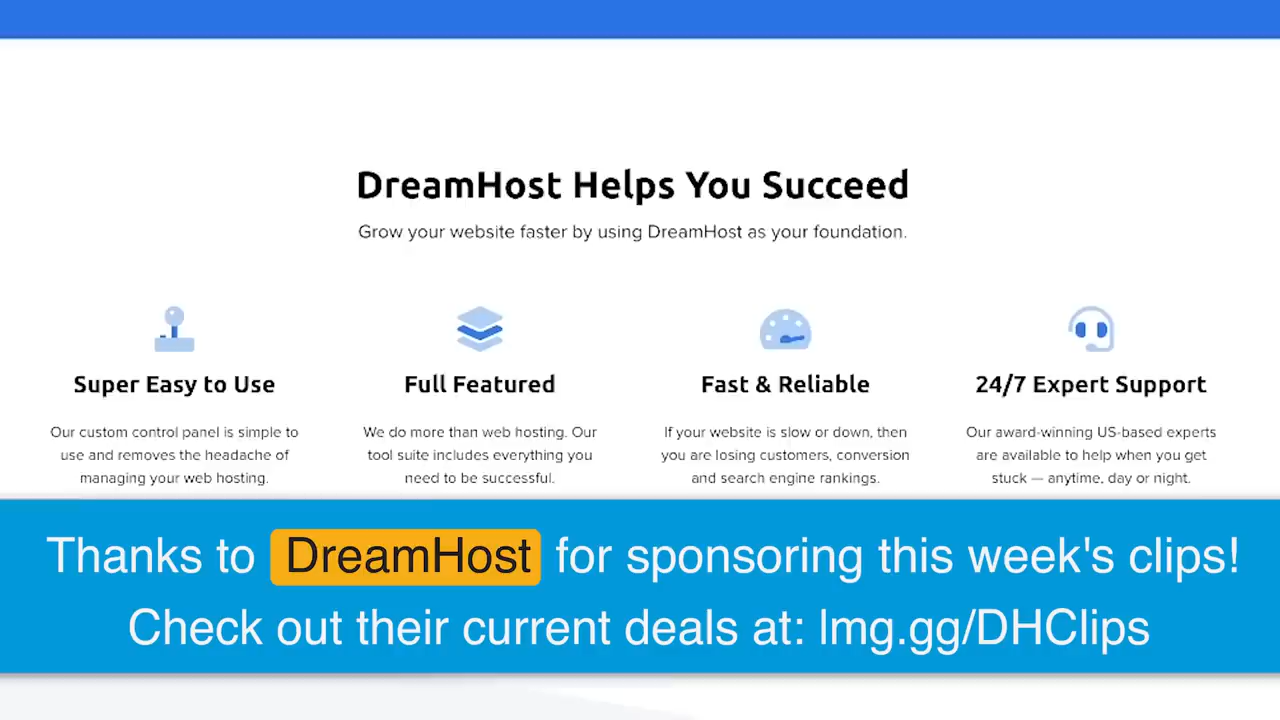 DreamHost Helps You Succeed
Grow your website faster by using DreamHost as your foundation.
Super Easy to Use
Our custom control panel is simple to
use and removes the headache of
managing your web hosting.
Full Featured
We do more than web hosting. Our
tool suite includes everything you
need to be successful.
Fast & Reliable
If your website is slow or down, then
you are losing customers, conversion
and search engine rankings.
24/7 Expert Support
Our award-winning US-based experts
are available to help when you get
stuck — anytime, day or night.
Thanks to DreamHost for sponsoring this week's clips!
Check out their current deals at: lmg.gg/DHClips